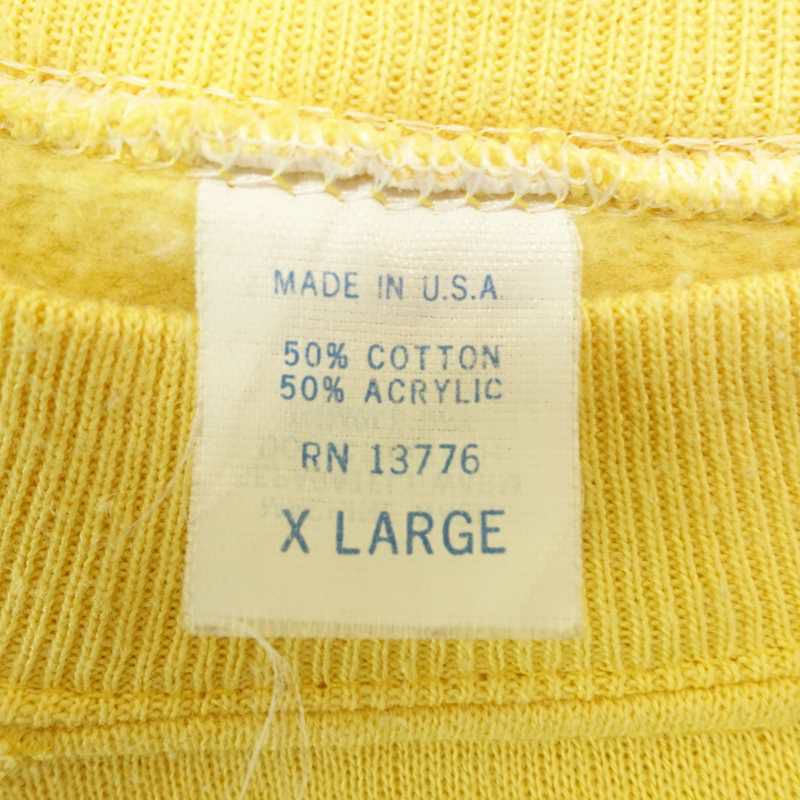 MADE IN U.S.A
50% COTTON
50% ACRYLIC
RN 13776
X LARGE